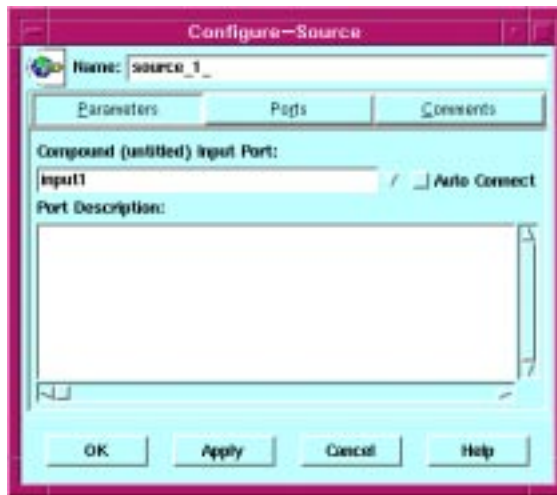 Configure-Source
Name: source_1_
Parameters Ports Comments
Compound (untitled) Input Port:
input1 Auto Connect
Port Description:
OK Apply Cancel Help